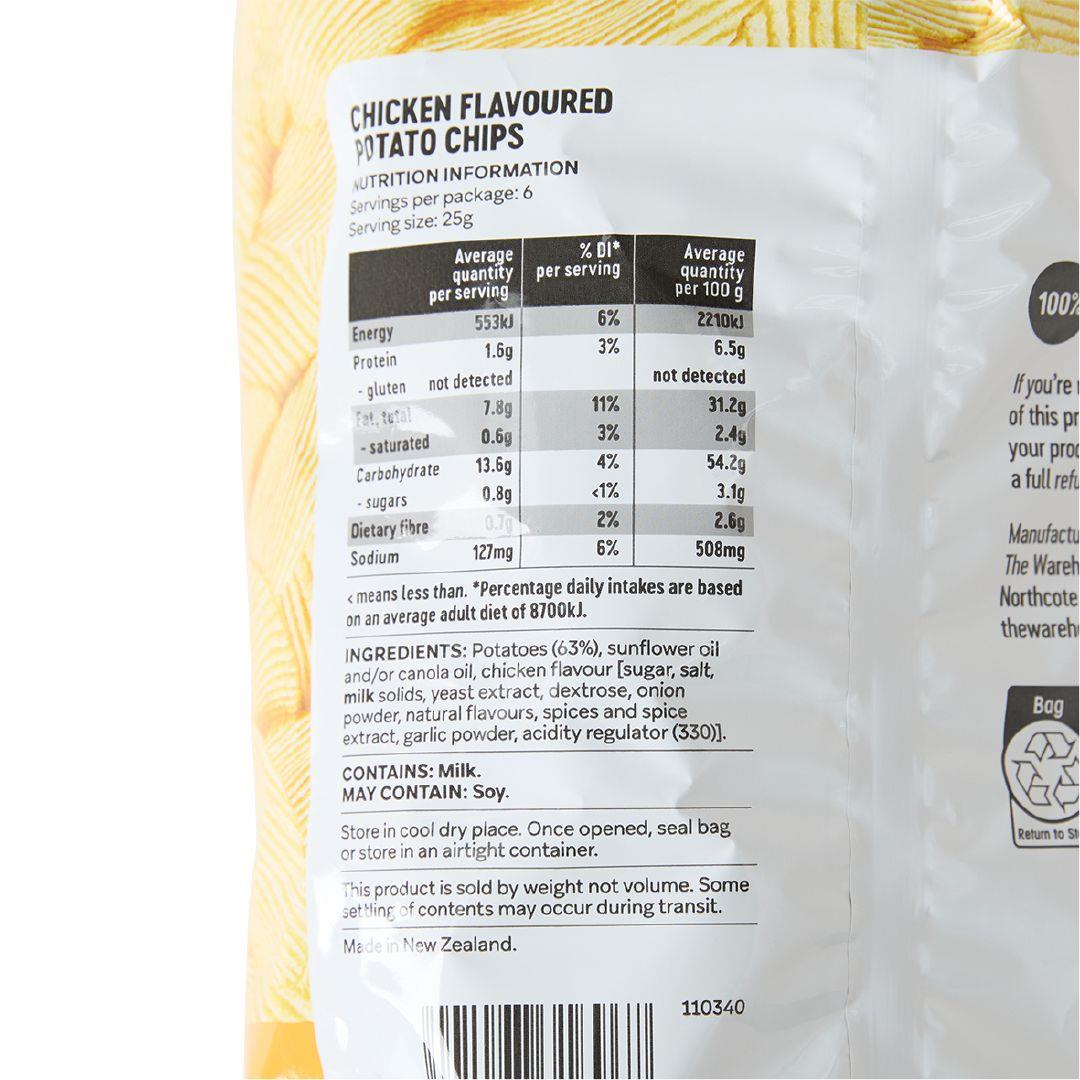 CHICKEN FLAVOURED
POTATO CHIPS
NUTRITION INFORMATION
Servings per package: 6
Serving size: 25g
Average quantity per serving % DI* per serving Average quantity per 100 g
Energy 553kJ 6% 2210kJ
Protein 1.6g 3% 6.5g
- gluten not detected not detected
Fat, total 7.8g 11% 31.2g
- saturated 0.6g 3% 2.4g
Carbohydrate 13.6g 4% 54.2g
- sugars 0.8g <1% 3.1g
Dietary fibre 0.7g 2% 2.6g
Sodium 127mg 6% 508mg
< means less than. *Percentage daily intakes are based
on an average adult diet of 8700kJ.
INGREDIENTS: Potatoes (63%), sunflower oil
and/or canola oil, chicken flavour [sugar, salt,
milk solids, yeast extract, dextrose, onion
powder, natural flavours, spices and spice
extract, garlic powder, acidity regulator (330)].
CONTAINS: Milk.
MAY CONTAIN: Soy.
Store in cool dry place. Once opened, seal bag
or store in an airtight container.
This product is sold by weight not volume. Some
settling of contents may occur during transit.
Made in New Zealand.
110340
100%
If you're
of this
your
a full
The
Northcote
Bag
Return to